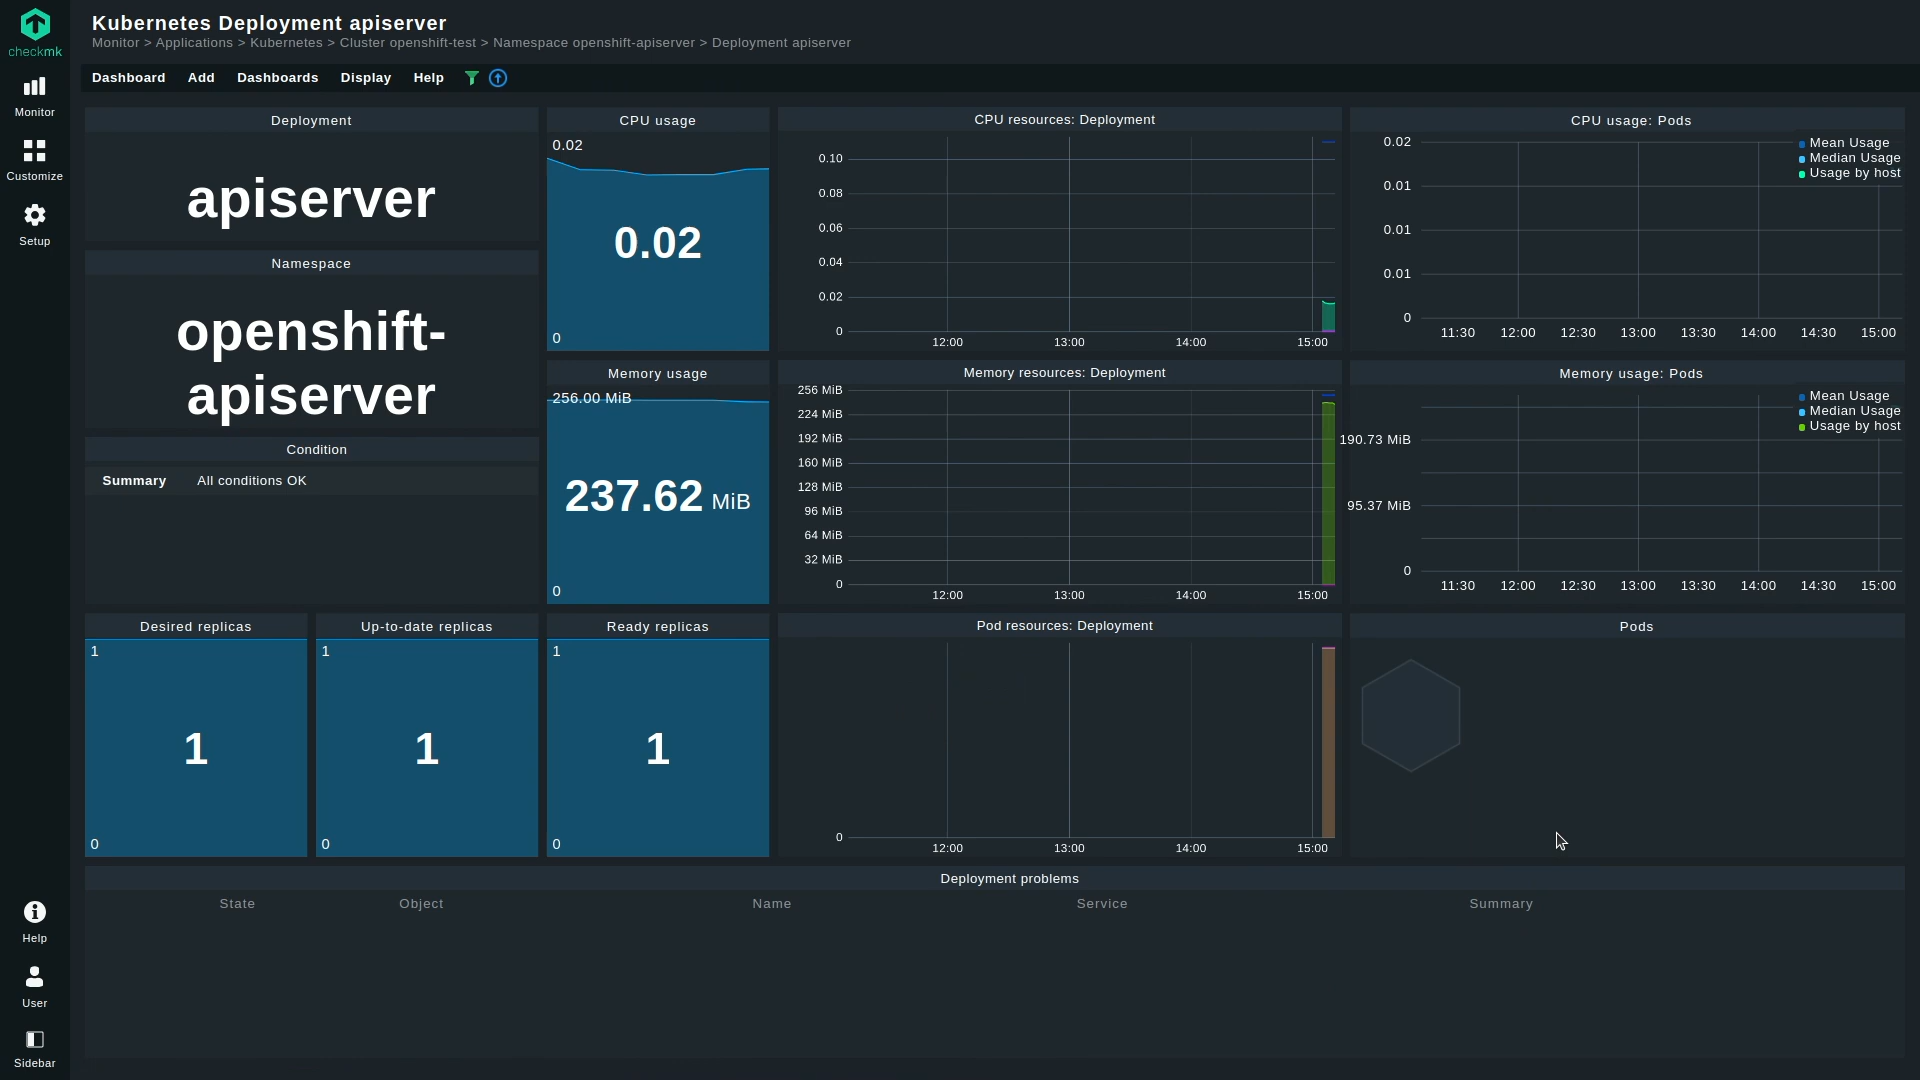 Kubernetes Deployment apiserver
Monitor > Applications > Kubernetes > Cluster openshift-test > Namespace openshift-apiserver > Deployment apiserver
checkmk
Dashboard Add Dashboards Display Help
Monitor
Customize
Setup
Help
User
Sidebar
Deployment
apiserver
Namespace
openshift-
apiserver
Condition
Summary All conditions OK
CPU usage
0.02
0.02
0
CPU resources: Deployment
0.10
0.08
0.06
0.04
0.02
0
12:00 13:00 14:00 15:00
CPU usage: Pods
Mean Usage
Median Usage
Usage by host
0.02
0.01
0.01
0.01
0
11:30 12:00 12:30 13:00 13:30 14:00 14:30 15:00
Memory usage
256.00 MiB
237.62 MiB
0
Memory resources: Deployment
256 MiB
224 MiB
192 MiB
160 MiB
128 MiB
96 MiB
64 MiB
32 MiB
0
12:00 13:00 14:00 15:00
Memory usage: Pods
Mean Usage
Median Usage
Usage by host
190.73 MiB
95.37 MiB
0
11:30 12:00 12:30 13:00 13:30 14:00 14:30 15:00
Desired replicas
1
1
0
Up-to-date replicas
1
1
0
Ready replicas
1
1
0
Pod resources: Deployment
0
12:00 13:00 14:00 15:00
Pods
Deployment problems
State Object Name Service Summary